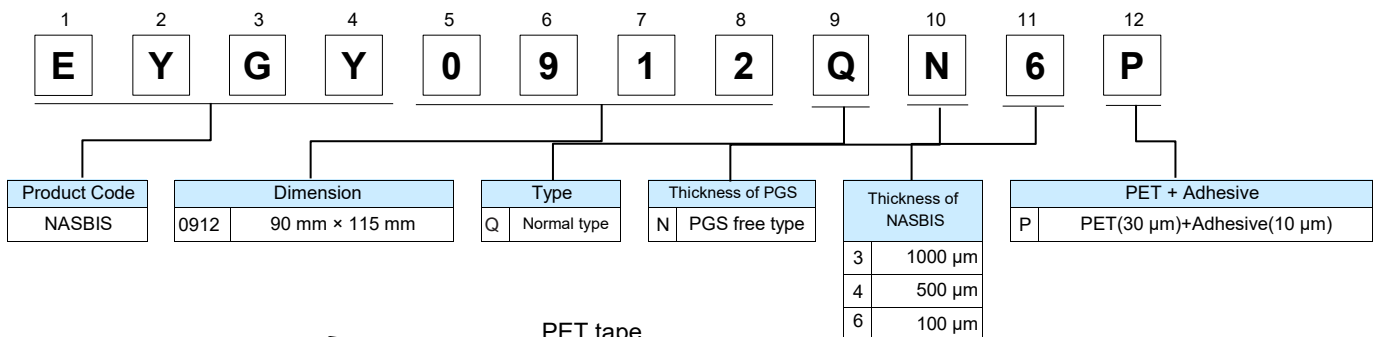 1 2 3 4 5 6 7 8 9 10 11 12
E Y G Y 0 9 1 2 Q N 6 P
Product Code
NASBIS
Dimension
0912 90 mm × 115 mm
Type
Q Normal type
Thickness of PGS
N PGS free type
Thickness of
NASBIS
3 1000 μm
4 500 μm
6 100 μm
PET + Adhesive
P PET(30 μm)+Adhesive(10 μm)
PET tape